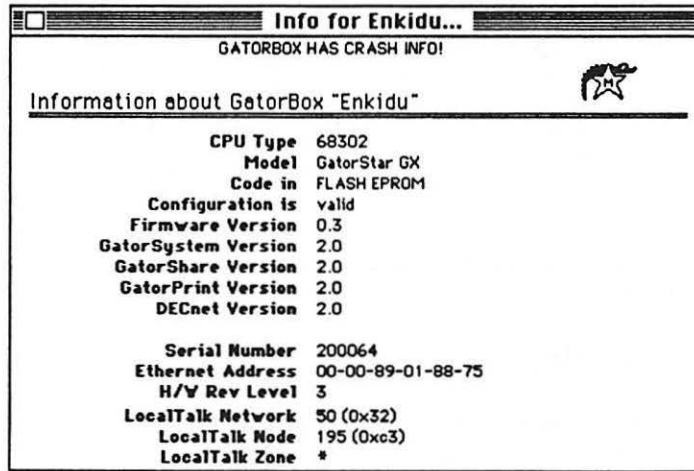 Info for Enkidu...
GATORBOX HAS CRASH INFO!
M
Information about GatorBox "Enkidu"
CPU Type 68302
Model GatorStar GX
Code in FLASH EPROM
Configuration is valid
Firmware Version 0.3
GatorSystem Version 2.0
GatorShare Version 2.0
GatorPrint Version 2.0
DECnet Version 2.0
Serial Number 200064
Ethernet Address 00-00-89-01-88-75
H/W Rev Level 3
LocalTalk Network 50 (0x32)
LocalTalk Node 195 (0xc3)
LocalTalk Zone *